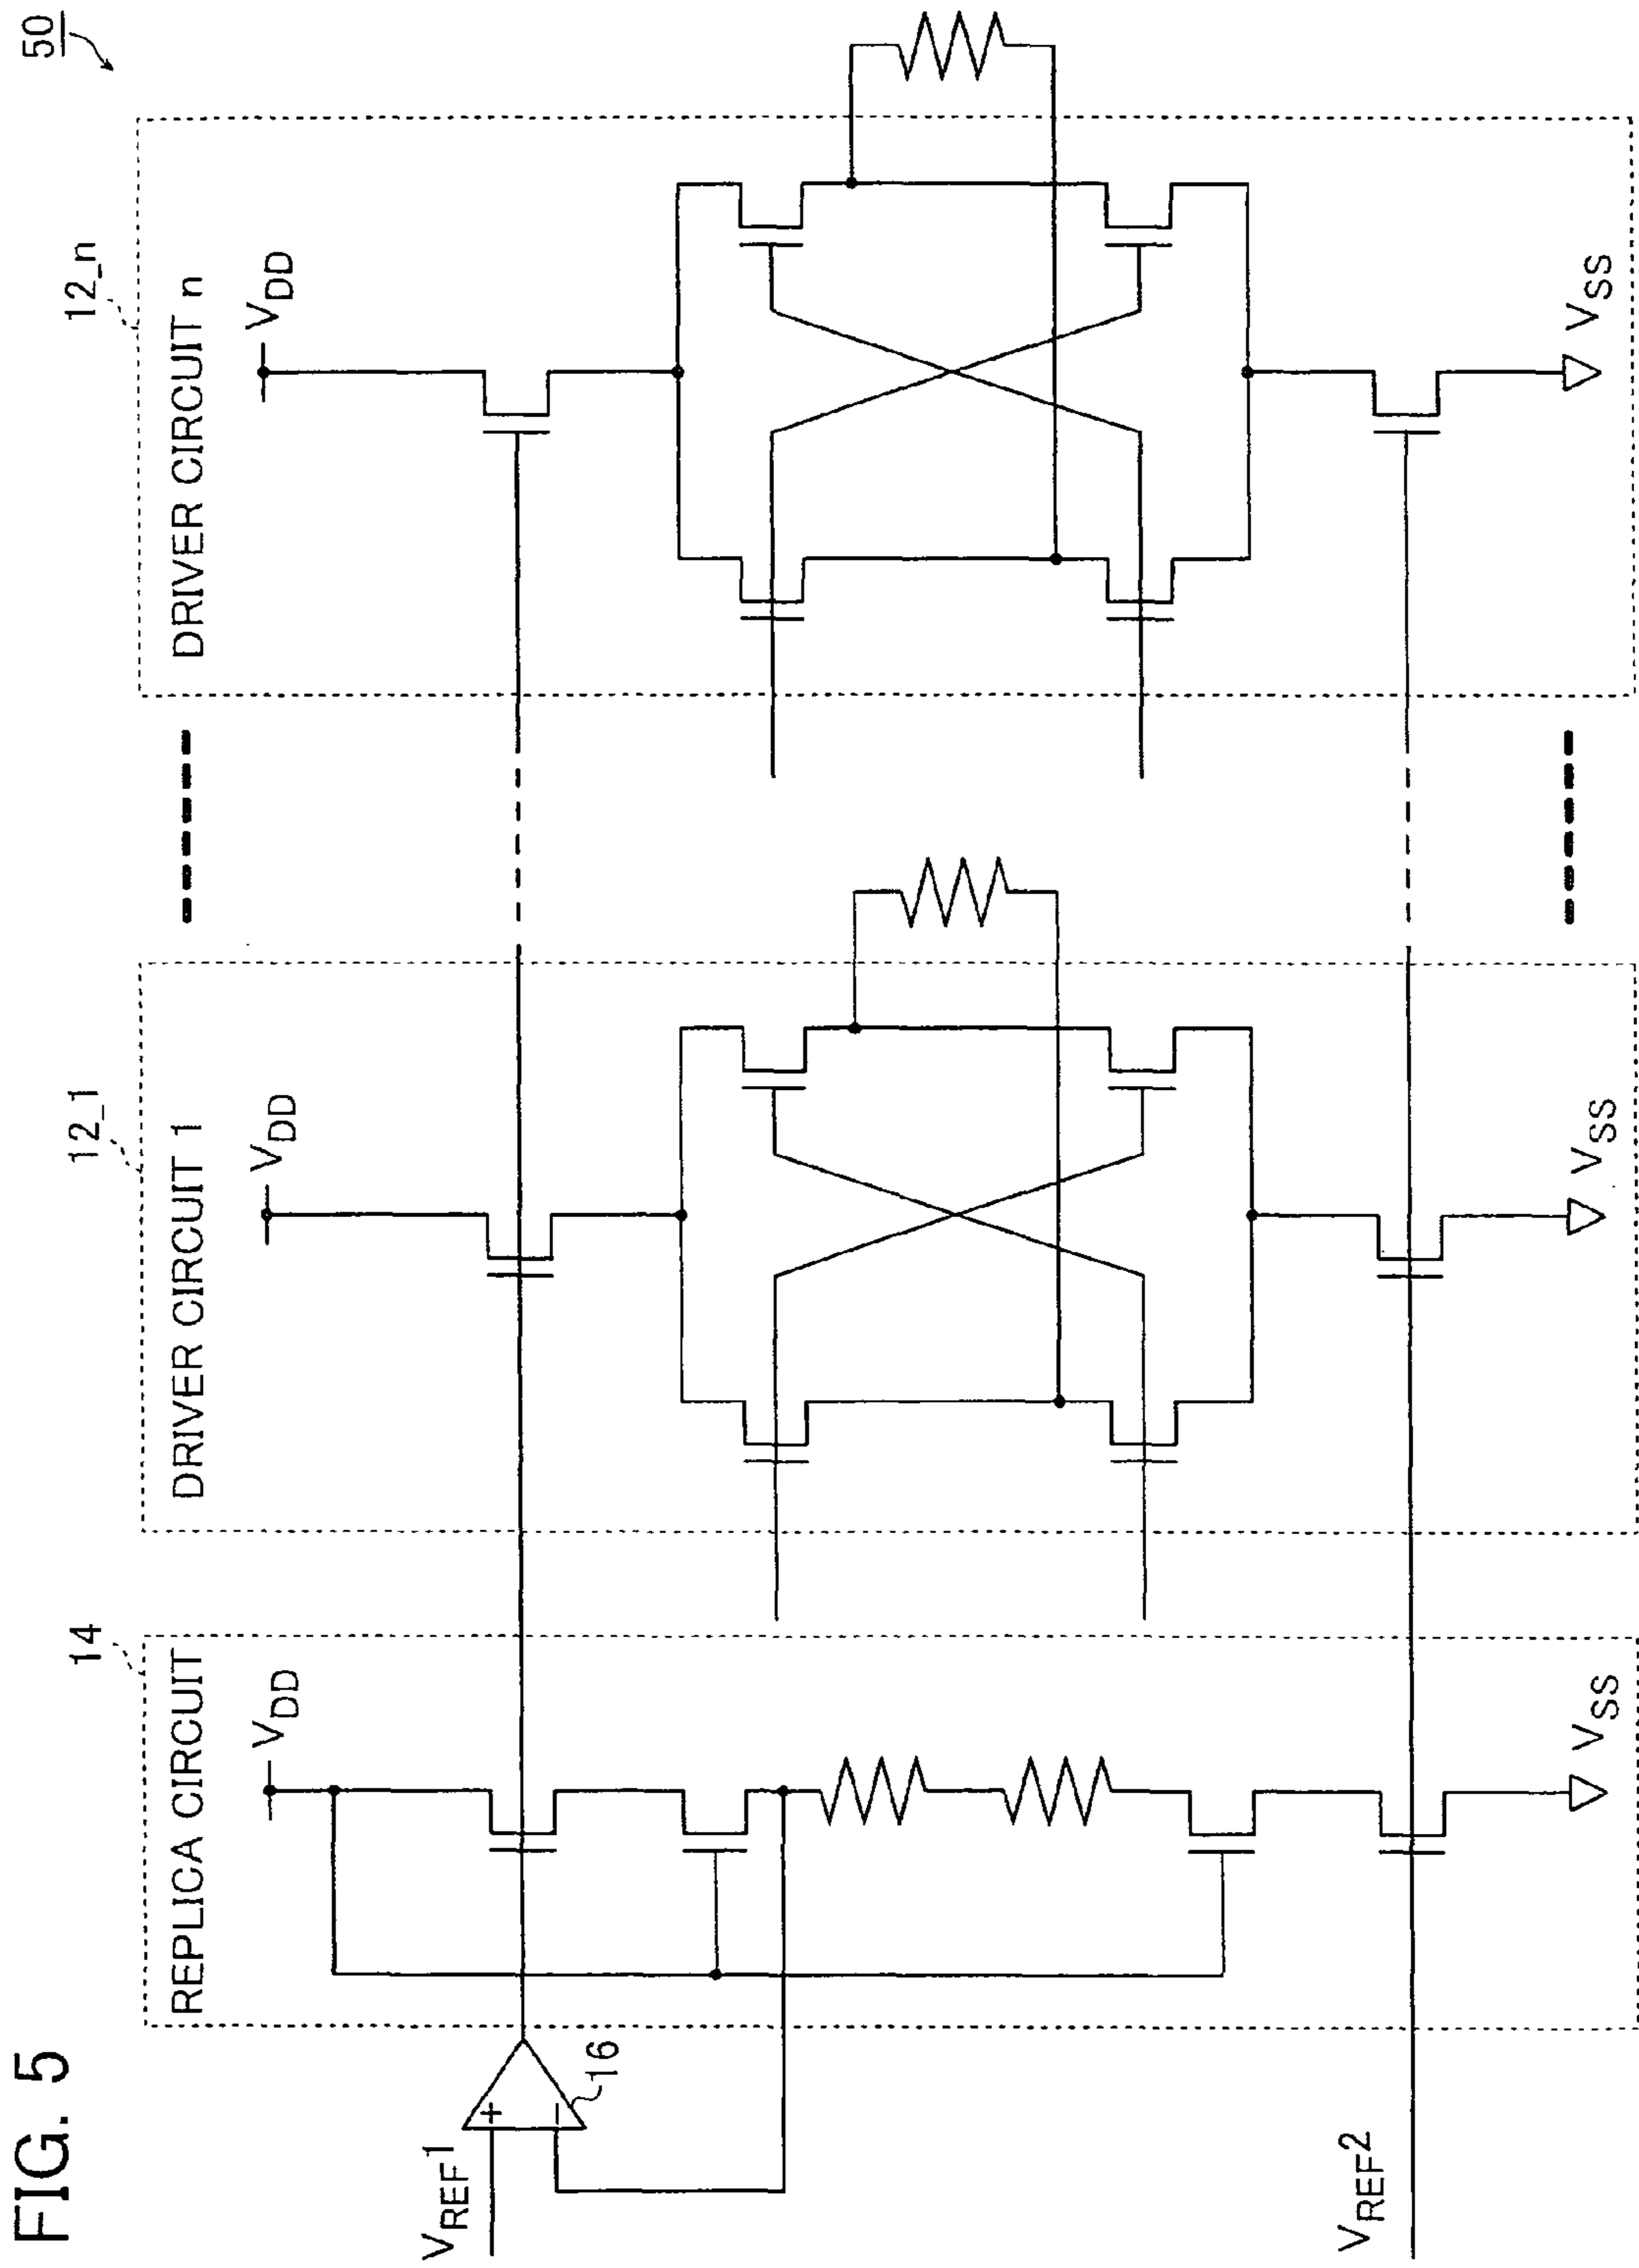 FIG. 5
50
14
12_1
12_n
REPLICA CIRCUIT
DRIVER CIRCUIT 1
DRIVER CIRCUIT n
VDD
VDD
VDD
VREF1
+
−
16
VREF2
VSS
VSS
VSS